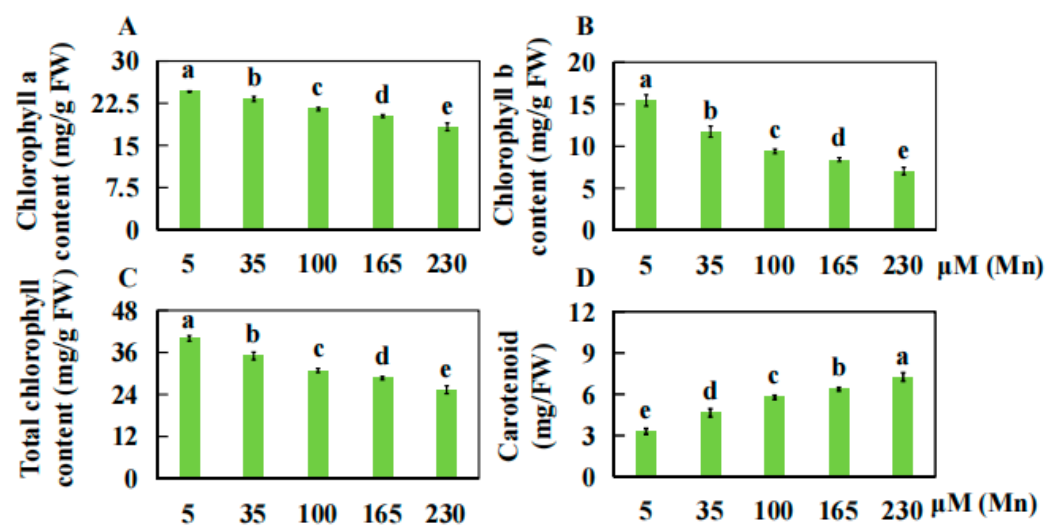 A
Chlorophyll a
content (mg/g FW)
30
22.5
15
7.5
0
a
b
c
d
e
5 35 100 165 230
B
Chlorophyll b
content (mg/g FW)
20
15
10
5
0
a
b
c
d
e
5 35 100 165 230 µM (Mn)
C
Total chlorophyll
content (mg/g FW)
48
36
24
12
0
a
b
c
d
e
5 35 100 165 230
D
Carotenoid
(mg/FW)
12
9
6
3
0
e
d
c
b
a
5 35 100 165 230 µM (Mn)